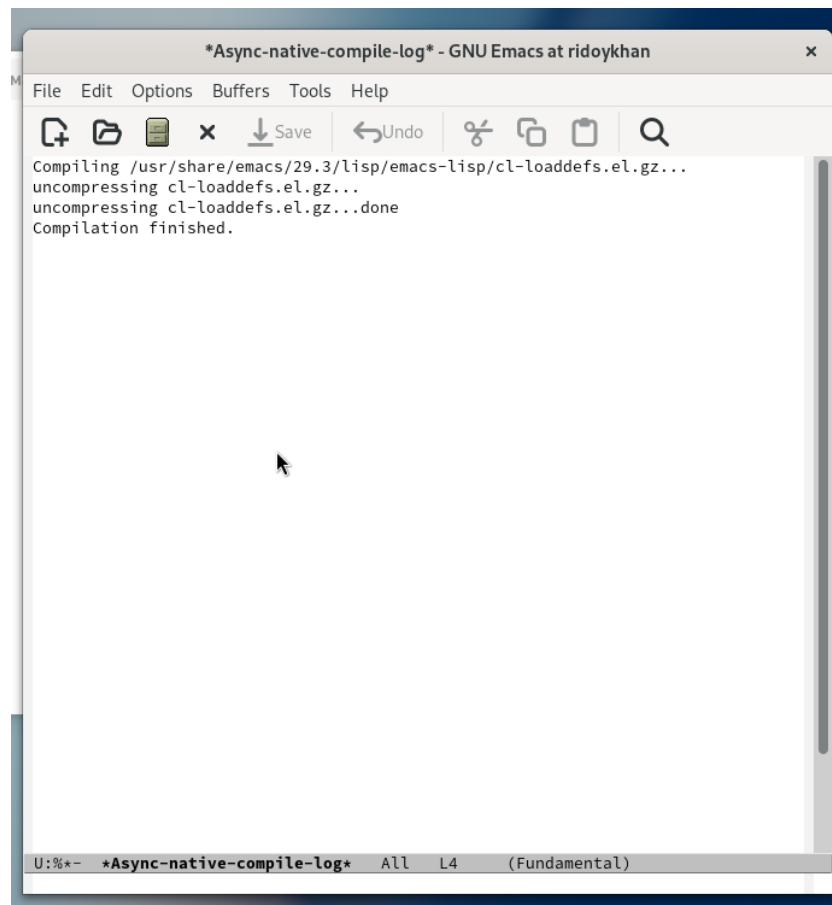 *Async-native-compile-log* - GNU Emacs at ridoykhan ×
M
File Edit Options Buffers Tools Help
Save Undo
Compiling /usr/share/emacs/29.3/lisp/emacs-lisp/cl-loaddefs.el.gz...
uncompressing cl-loaddefs.el.gz...
uncompressing cl-loaddefs.el.gz...done
Compilation finished.
U:%*- *Async-native-compile-log* All L4 (Fundamental)